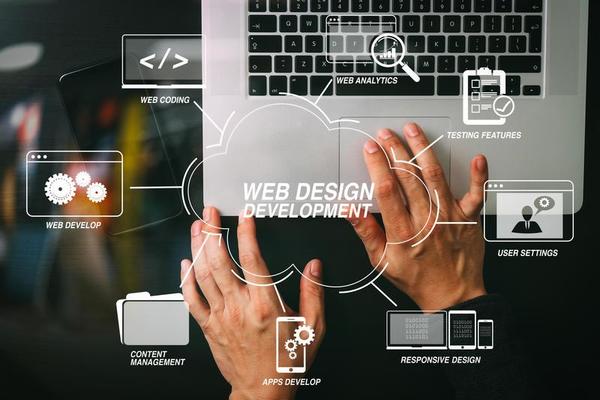 </>
WEB CODING
WEB ANALYTICS
TESTING FEATURES
WEB DEVELOP
WEB DESIGN
DEVELOPMENT
USER SETTINGS
CONTENT
MANAGEMENT
APPS DEVELOP
RESPONSIVE DESIGN